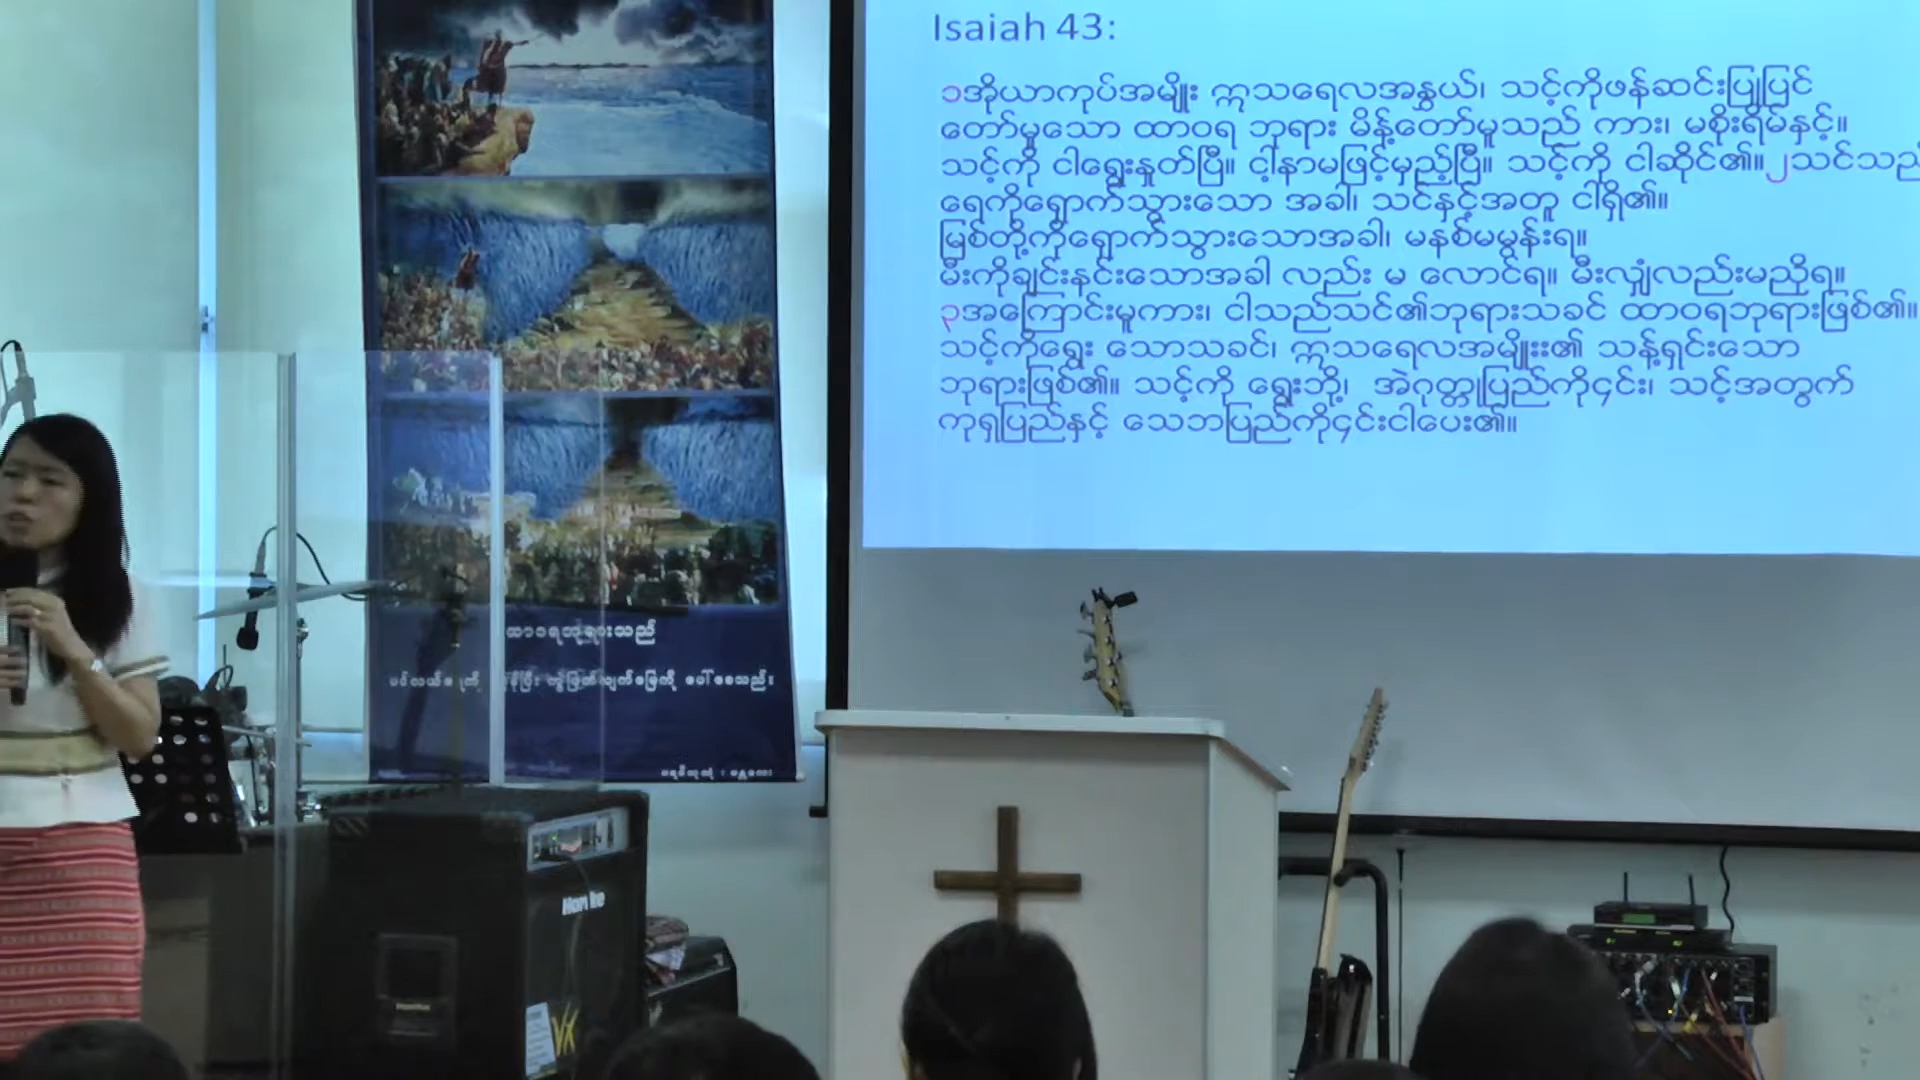 Isaiah 43:
၁အိုယာကုပ်အမျိုး ဣသရေလအနွှယ်၊ သင့်ကိုဖန်ဆင်းပြုပြင်
တော်မူသော ထာဝရ ဘုရား မိန့်တော်မူသည် ကား၊ မစိုးရိမ်နှင့်။
သင့်ကို ငါရွေးနှုတ်ပြီ။ ငါ့နာမဖြင့်မှည့်ပြီ။ သင့်ကို ငါဆိုင်၏။၂သင်သည်
ရေကိုရှောက်သွားသော အခါ၊ သင်နှင့်အတူ ငါရှိ၏။
မြစ်တို့ကိုရှောက်သွားသောအခါ၊ မနစ်မမွန်းရ။
မီးကိုချင်းနင်းသောအခါ လည်း မ လောင်ရ။ မီးလျှံလည်းမညှိရ။
၃အကြောင်းမူကား၊ ငါသည်သင်၏ဘုရားသခင် ထာဝရဘုရားဖြစ်၏။
သင့်ကိုရွေး သောသခင်၊ ဣသရေလအမျိုးး၏ သန့်ရှင်းသော
ဘုရားဖြစ်၏။ သင့်ကို ရွေးဘို့၊ အဲဂုတ္တုပြည်ကို၎င်း၊ သင့်အတွက်
ကုရှပြည်နှင့် သေဘပြည်ကို၎င်းငါပေး၏။
ထာဝရဘုရားသည်
VX